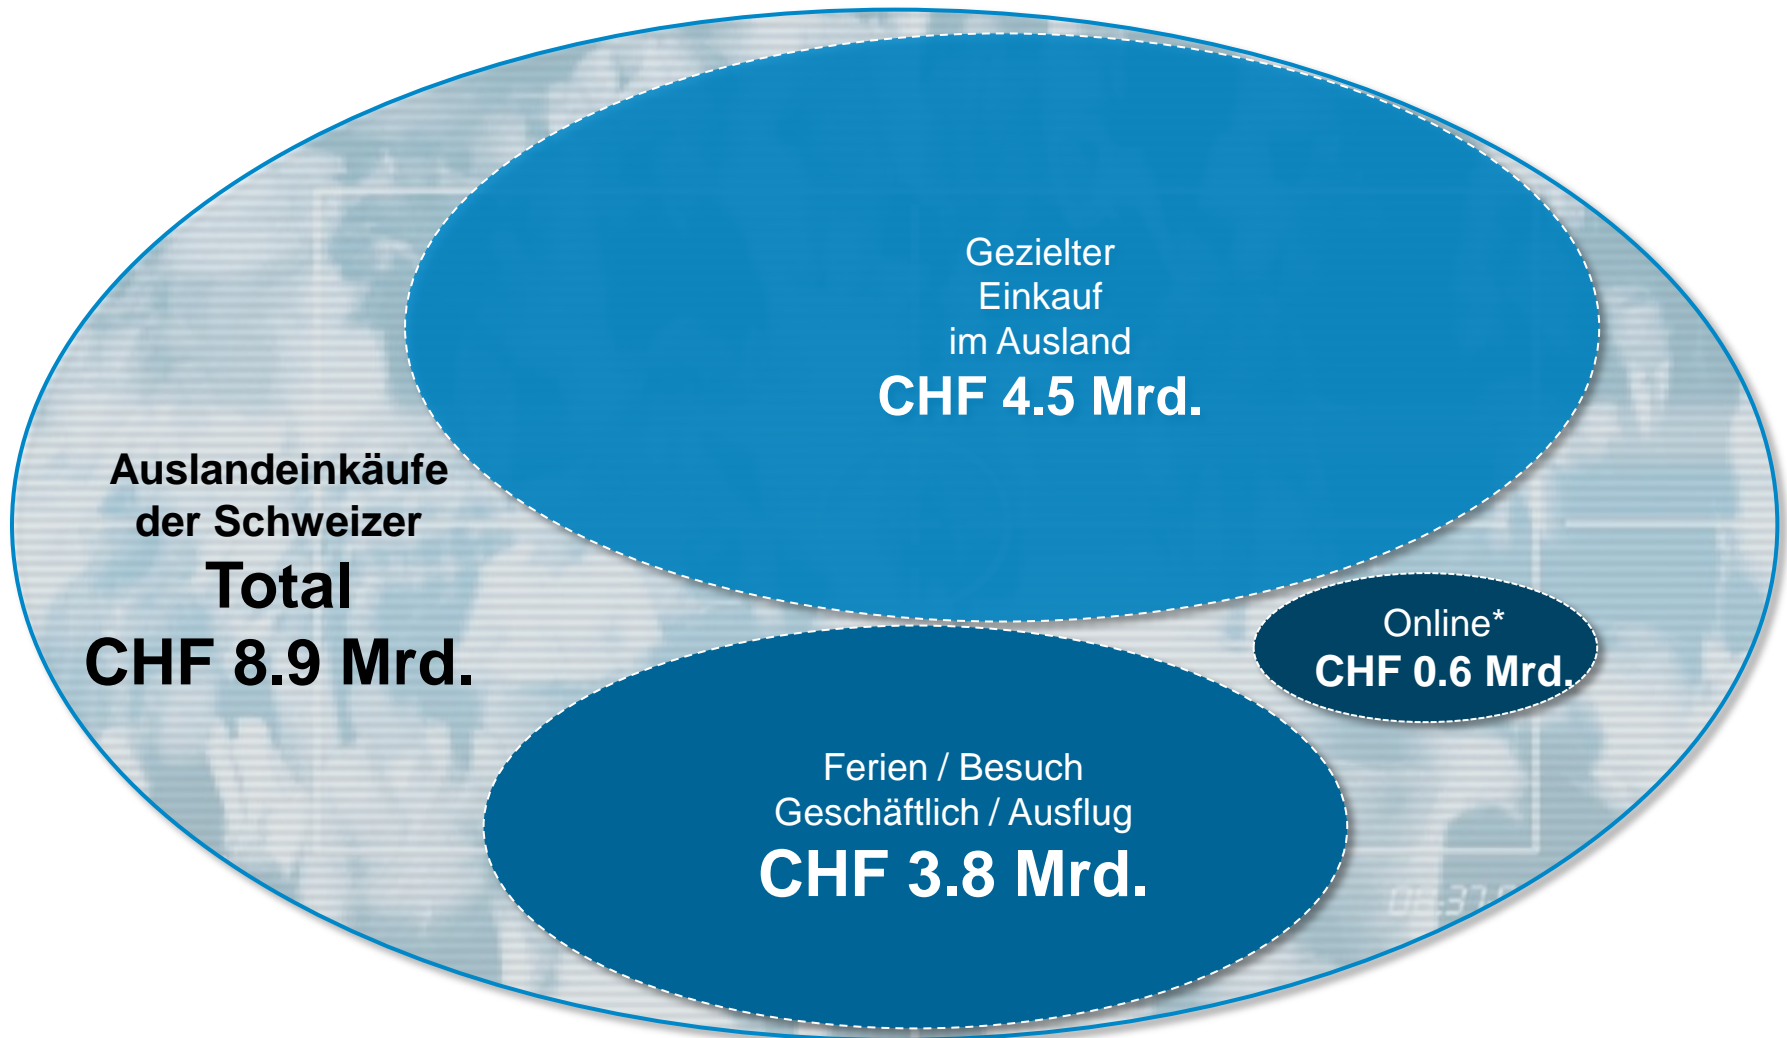 Gezielter
Einkauf
im Ausland
CHF 4.5 Mrd.
Auslandeinkäufe
der Schweizer
Total
CHF 8.9 Mrd.
Online*
CHF 0.6 Mrd.
Ferien / Besuch
Geschäftlich / Ausflug
CHF 3.8 Mrd.